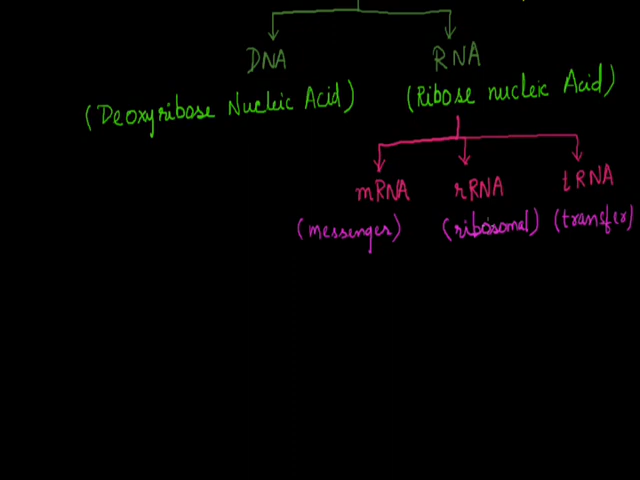 DNA RNA
(Deoxyribose Nucleic Acid) (Ribose nucleic Acid)
mRNA rRNA tRNA
(messenger) (ribosomal) (transfer)